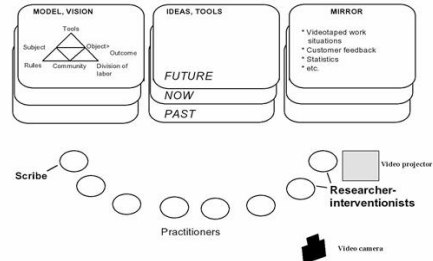 MODEL, VISION
Tools
Subject
Object>
Outcome
Rules
Community
Division of
labor
IDEAS, TOOLS
FUTURE
NOW
PAST
MIRROR
* Videotaped work
situations
* Customer feedback
* Statistics
* etc.
Scribe
Practitioners
Video projector
Researcher-
interventionists
Video camera